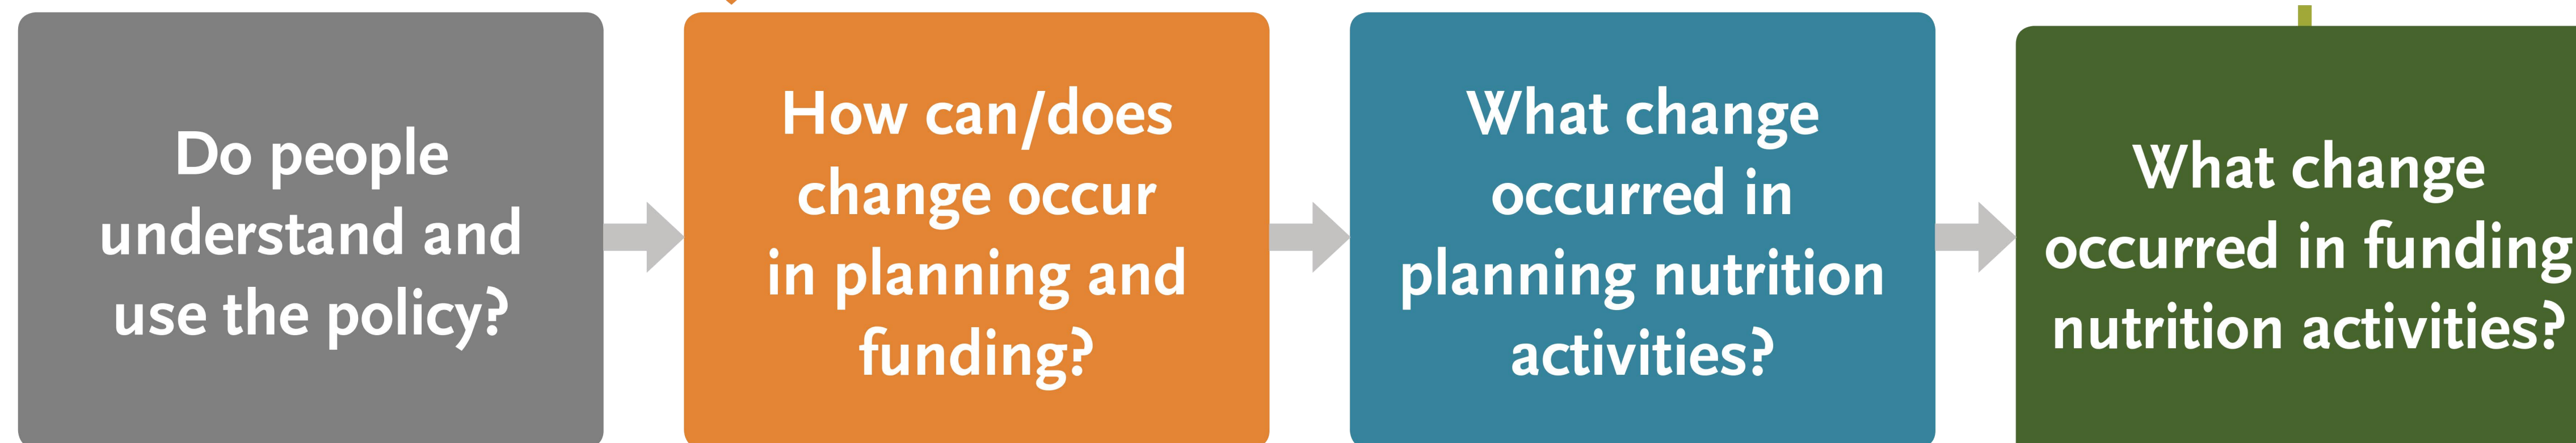 Do people
understand and
use the policy?
How can/does
change occur
in planning and
funding?
What change
occurred in
planning nutrition
activities?
What change
occurred in funding
nutrition activities?